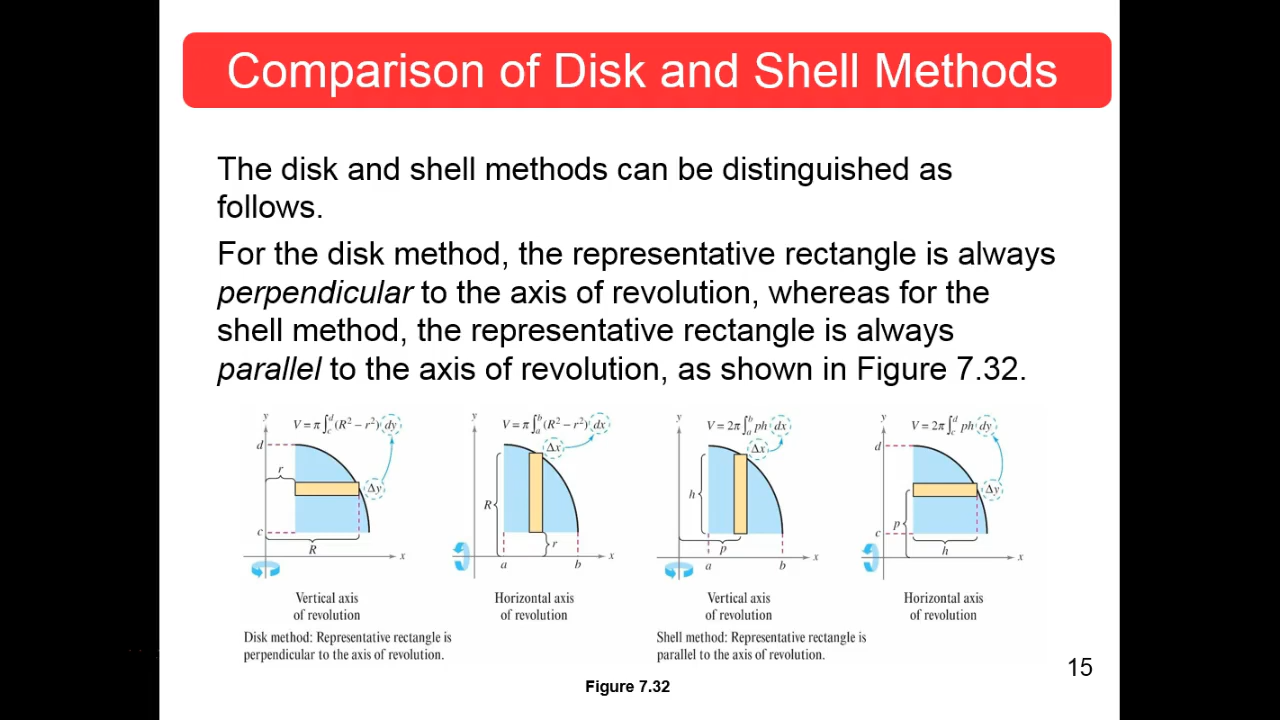 Comparison of Disk and Shell Methods
The disk and shell methods can be distinguished as
follows.
For the disk method, the representative rectangle is always
perpendicular to the axis of revolution, whereas for the
shell method, the representative rectangle is always
parallel to the axis of revolution, as shown in Figure 7.32.
y
V = π ∫_c^d (R² − r²) dy
d
r
Δy
c
R
x
Vertical axis
of revolution
y
V = π ∫_a^b (R² − r²) dx
Δx
R
r
a
b
x
Horizontal axis
of revolution
Disk method: Representative rectangle is
perpendicular to the axis of revolution.
y
V = 2π ∫_a^b ph dx
Δx
h
p
a
b
x
Vertical axis
of revolution
y
V = 2π ∫_c^d ph dy
d
Δy
p
c
h
x
Horizontal axis
of revolution
Shell method: Representative rectangle is
parallel to the axis of revolution.
Figure 7.32
15